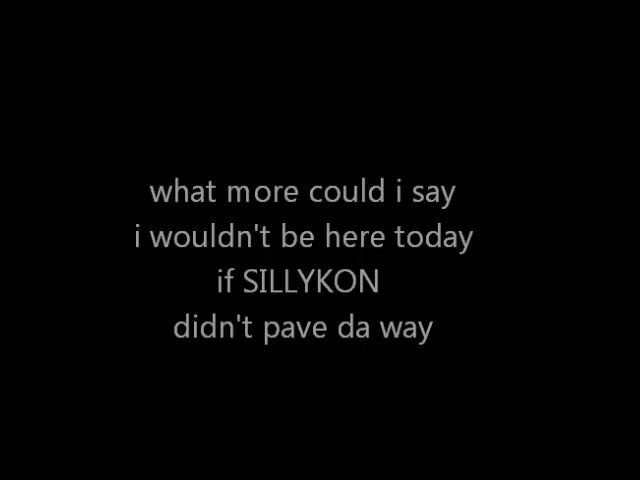 what more could i say
i wouldn't be here today
if SILLYKON
didn't pave da way